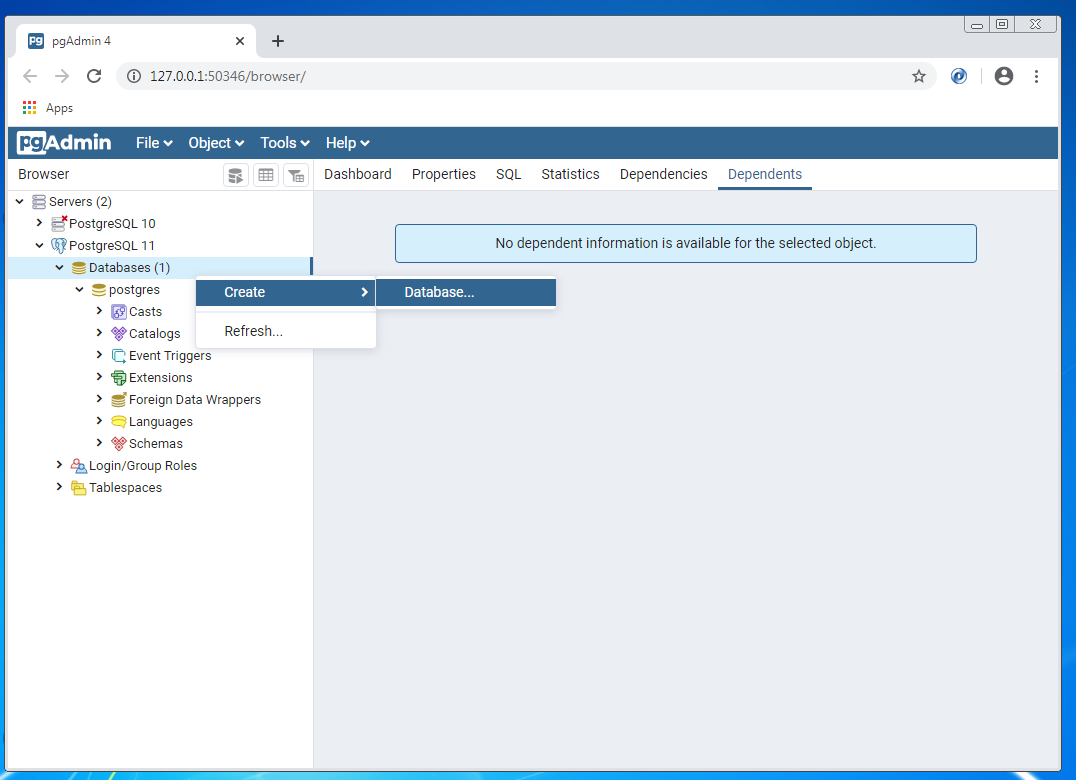 pgAdmin 4
127.0.0.1:50346/browser/
Apps
pgAdmin File Object Tools Help
Browser
Dashboard Properties SQL Statistics Dependencies Dependents
Servers (2)
PostgreSQL 10
PostgreSQL 11
No dependent information is available for the selected object.
Databases (1)
postgres
Create
Database...
Refresh...
Casts
Catalogs
Event Triggers
Extensions
Foreign Data Wrappers
Languages
Schemas
Login/Group Roles
Tablespaces